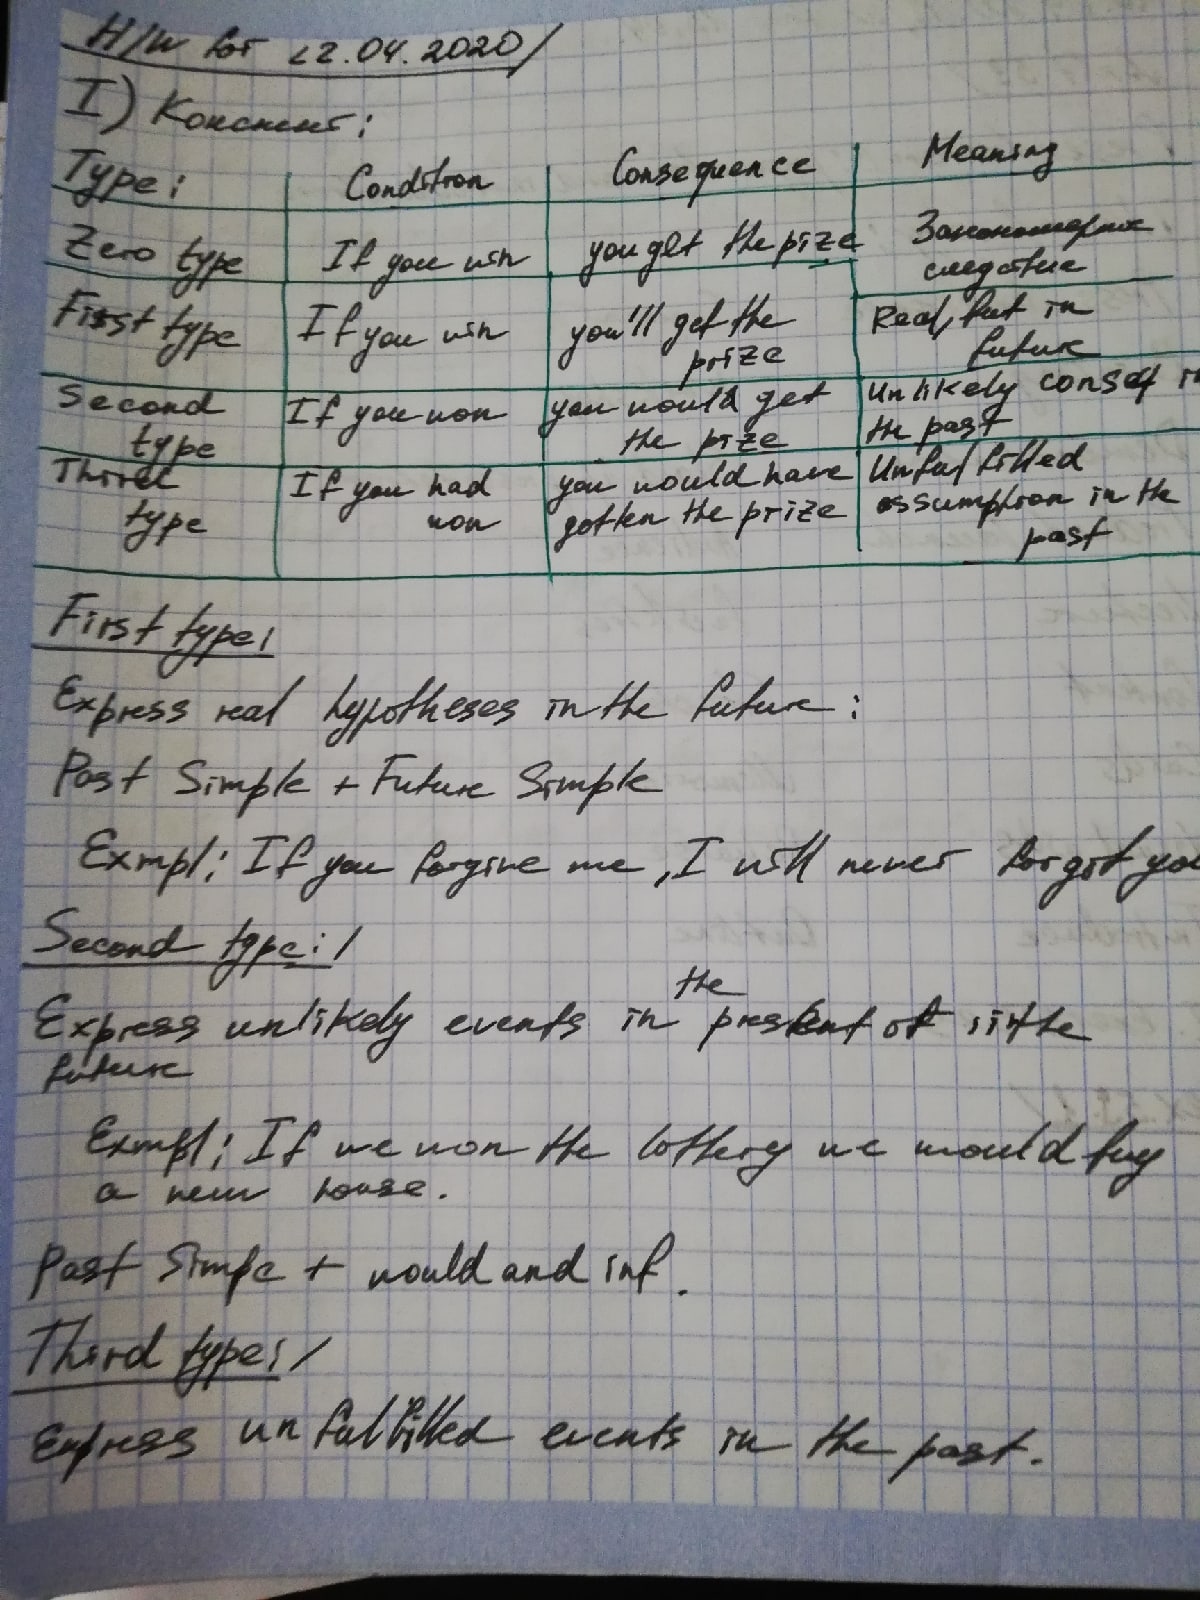 H/W for 22.04.2020/
I) Конспект:
Type: Condition Consequence Meaning
Zero type If you win you get the pize Закономерное следствие
First type If you win you'll get the prize Real, but in future
Second type If you won you would get the prize Unlikely conseq in the past
Third type If you had won you would have gotten the prize Unfulfilled assumption in the past
First type:
Express real hypotheses in the future:
Past Simple + Future Simple
Exmpl: If you forgive me, I will never forgot you
Second type:/
Express unlikely events in the present or in the
future
Exmpl: If we won the lottery we would buy
a new house.
Past Simple + would and inf.
Third type:/
Express unfulfilled events in the past.